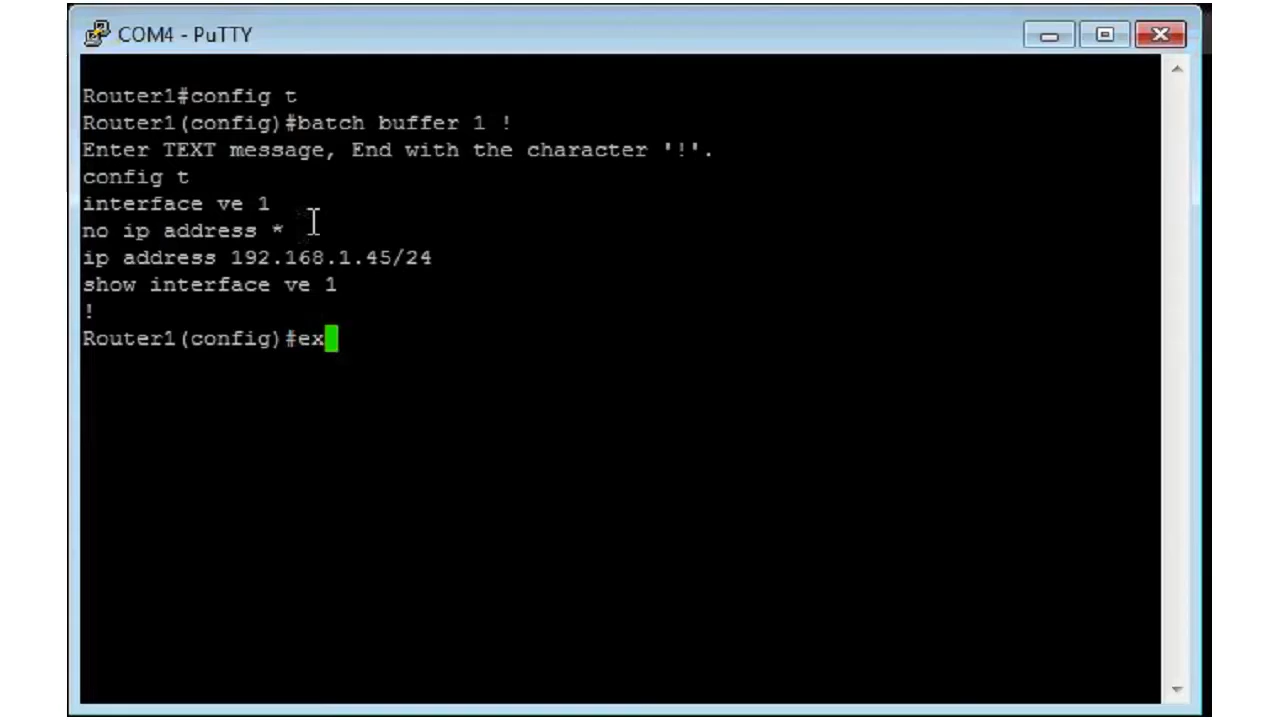 COM4 - PuTTY
Router1#config t
Router1(config)#batch buffer 1 !
Enter TEXT message, End with the character '!'.
config t
interface ve 1
no ip address *
ip address 192.168.1.45/24
show interface ve 1
!
Router1(config)#ex